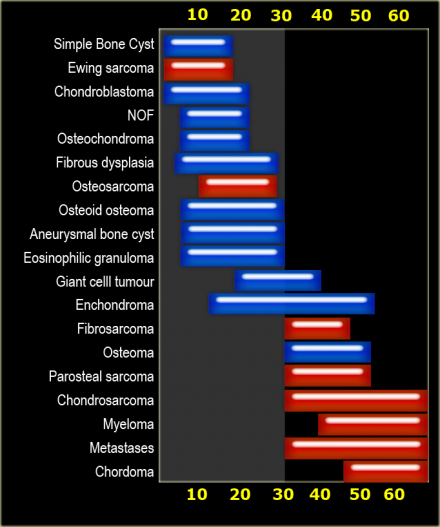 10 20 30 40 50 60
Simple Bone Cyst
Ewing sarcoma
Chondroblastoma
NOF
Osteochondroma
Fibrous dysplasia
Osteosarcoma
Osteoid osteoma
Aneurysmal bone cyst
Eosinophilic granuloma
Giant celll tumour
Enchondroma
Fibrosarcoma
Osteoma
Parosteal sarcoma
Chondrosarcoma
Myeloma
Metastases
Chordoma
10 20 30 40 50 60